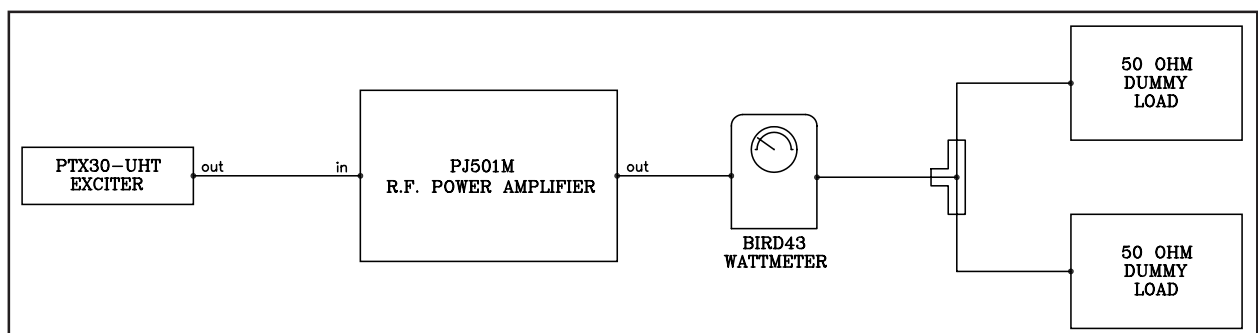 PTX30-UHT
EXCITER
out
in
PJ501M
R.F. POWER AMPLIFIER
out
BIRD43
WATTMETER
50 OHM
DUMMY
LOAD
50 OHM
DUMMY
LOAD